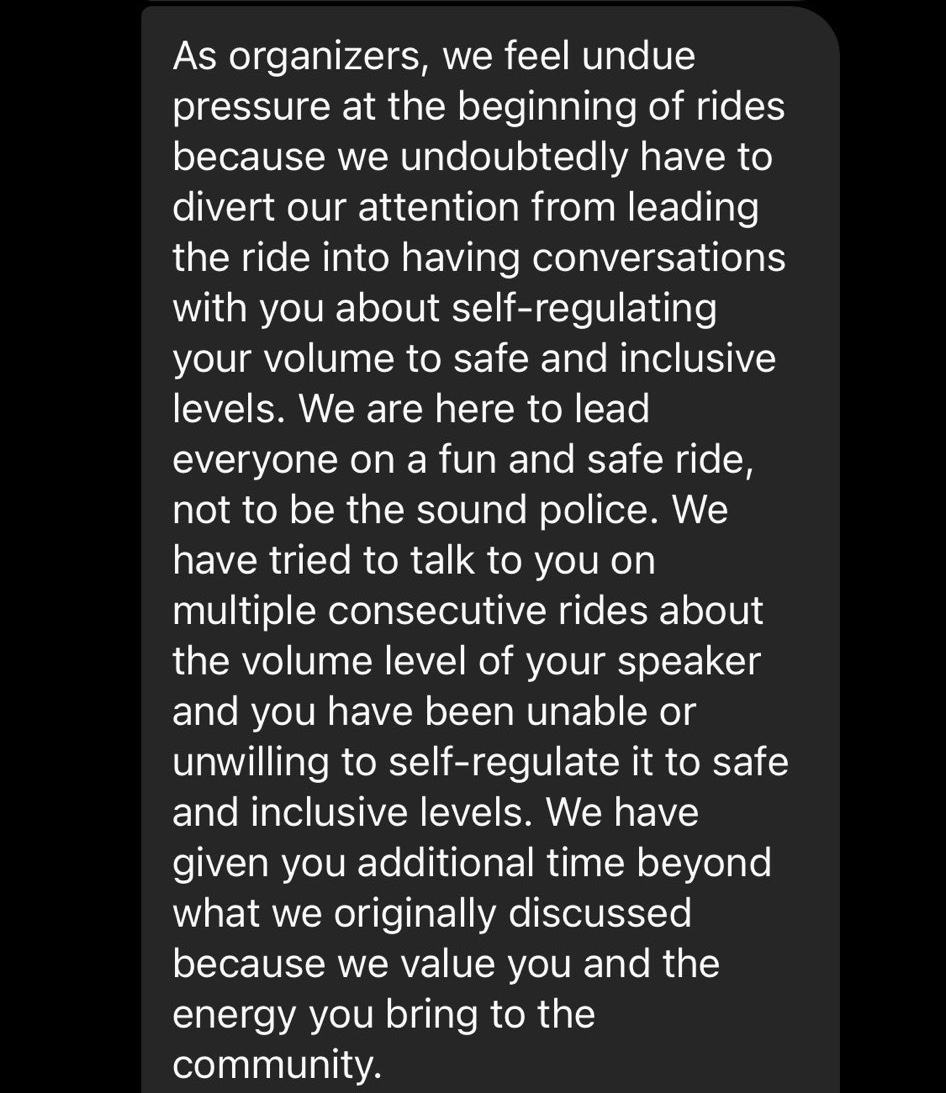 As organizers, we feel undue
pressure at the beginning of rides
because we undoubtedly have to
divert our attention from leading
the ride into having conversations
with you about self-regulating
your volume to safe and inclusive
levels. We are here to lead
everyone on a fun and safe ride,
not to be the sound police. We
have tried to talk to you on
multiple consecutive rides about
the volume level of your speaker
and you have been unable or
unwilling to self-regulate it to safe
and inclusive levels. We have
given you additional time beyond
what we originally discussed
because we value you and the
energy you bring to the
community.